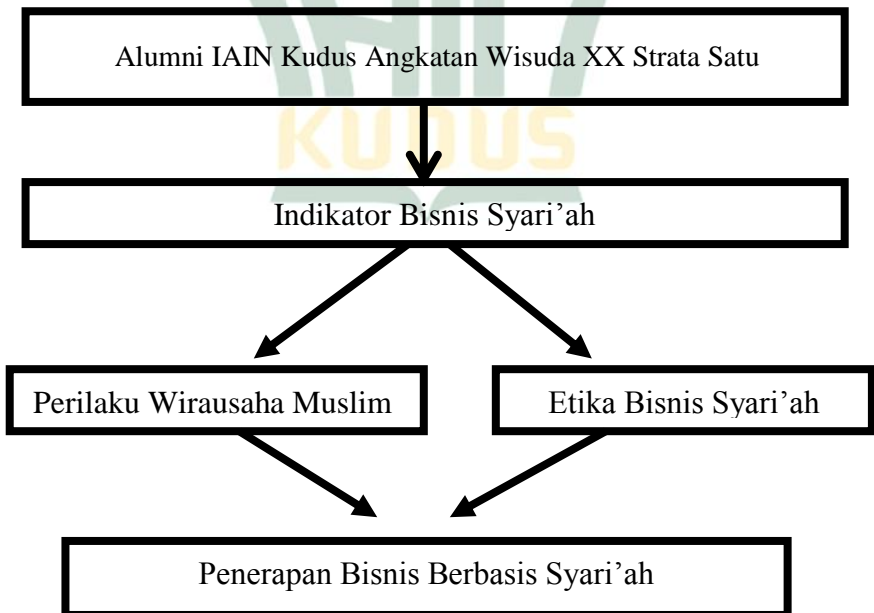 Alumni IAIN Kudus Angkatan Wisuda XX Strata Satu
KUDUS
Indikator Bisnis Syari’ah
Perilaku Wirausaha Muslim
Etika Bisnis Syari’ah
Penerapan Bisnis Berbasis Syari’ah